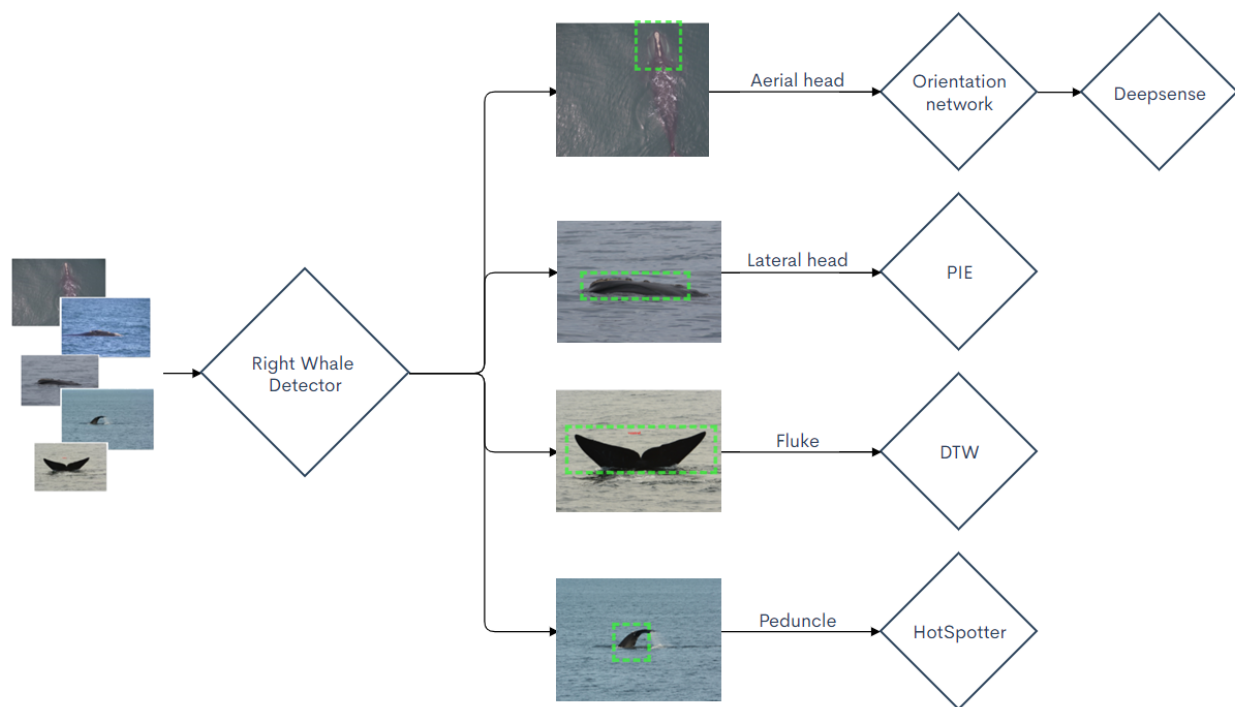 Aerial head
Orientation
network
Deepsense
Lateral head
PIE
Right Whale
Detector
Fluke
DTW
Peduncle
HotSpotter